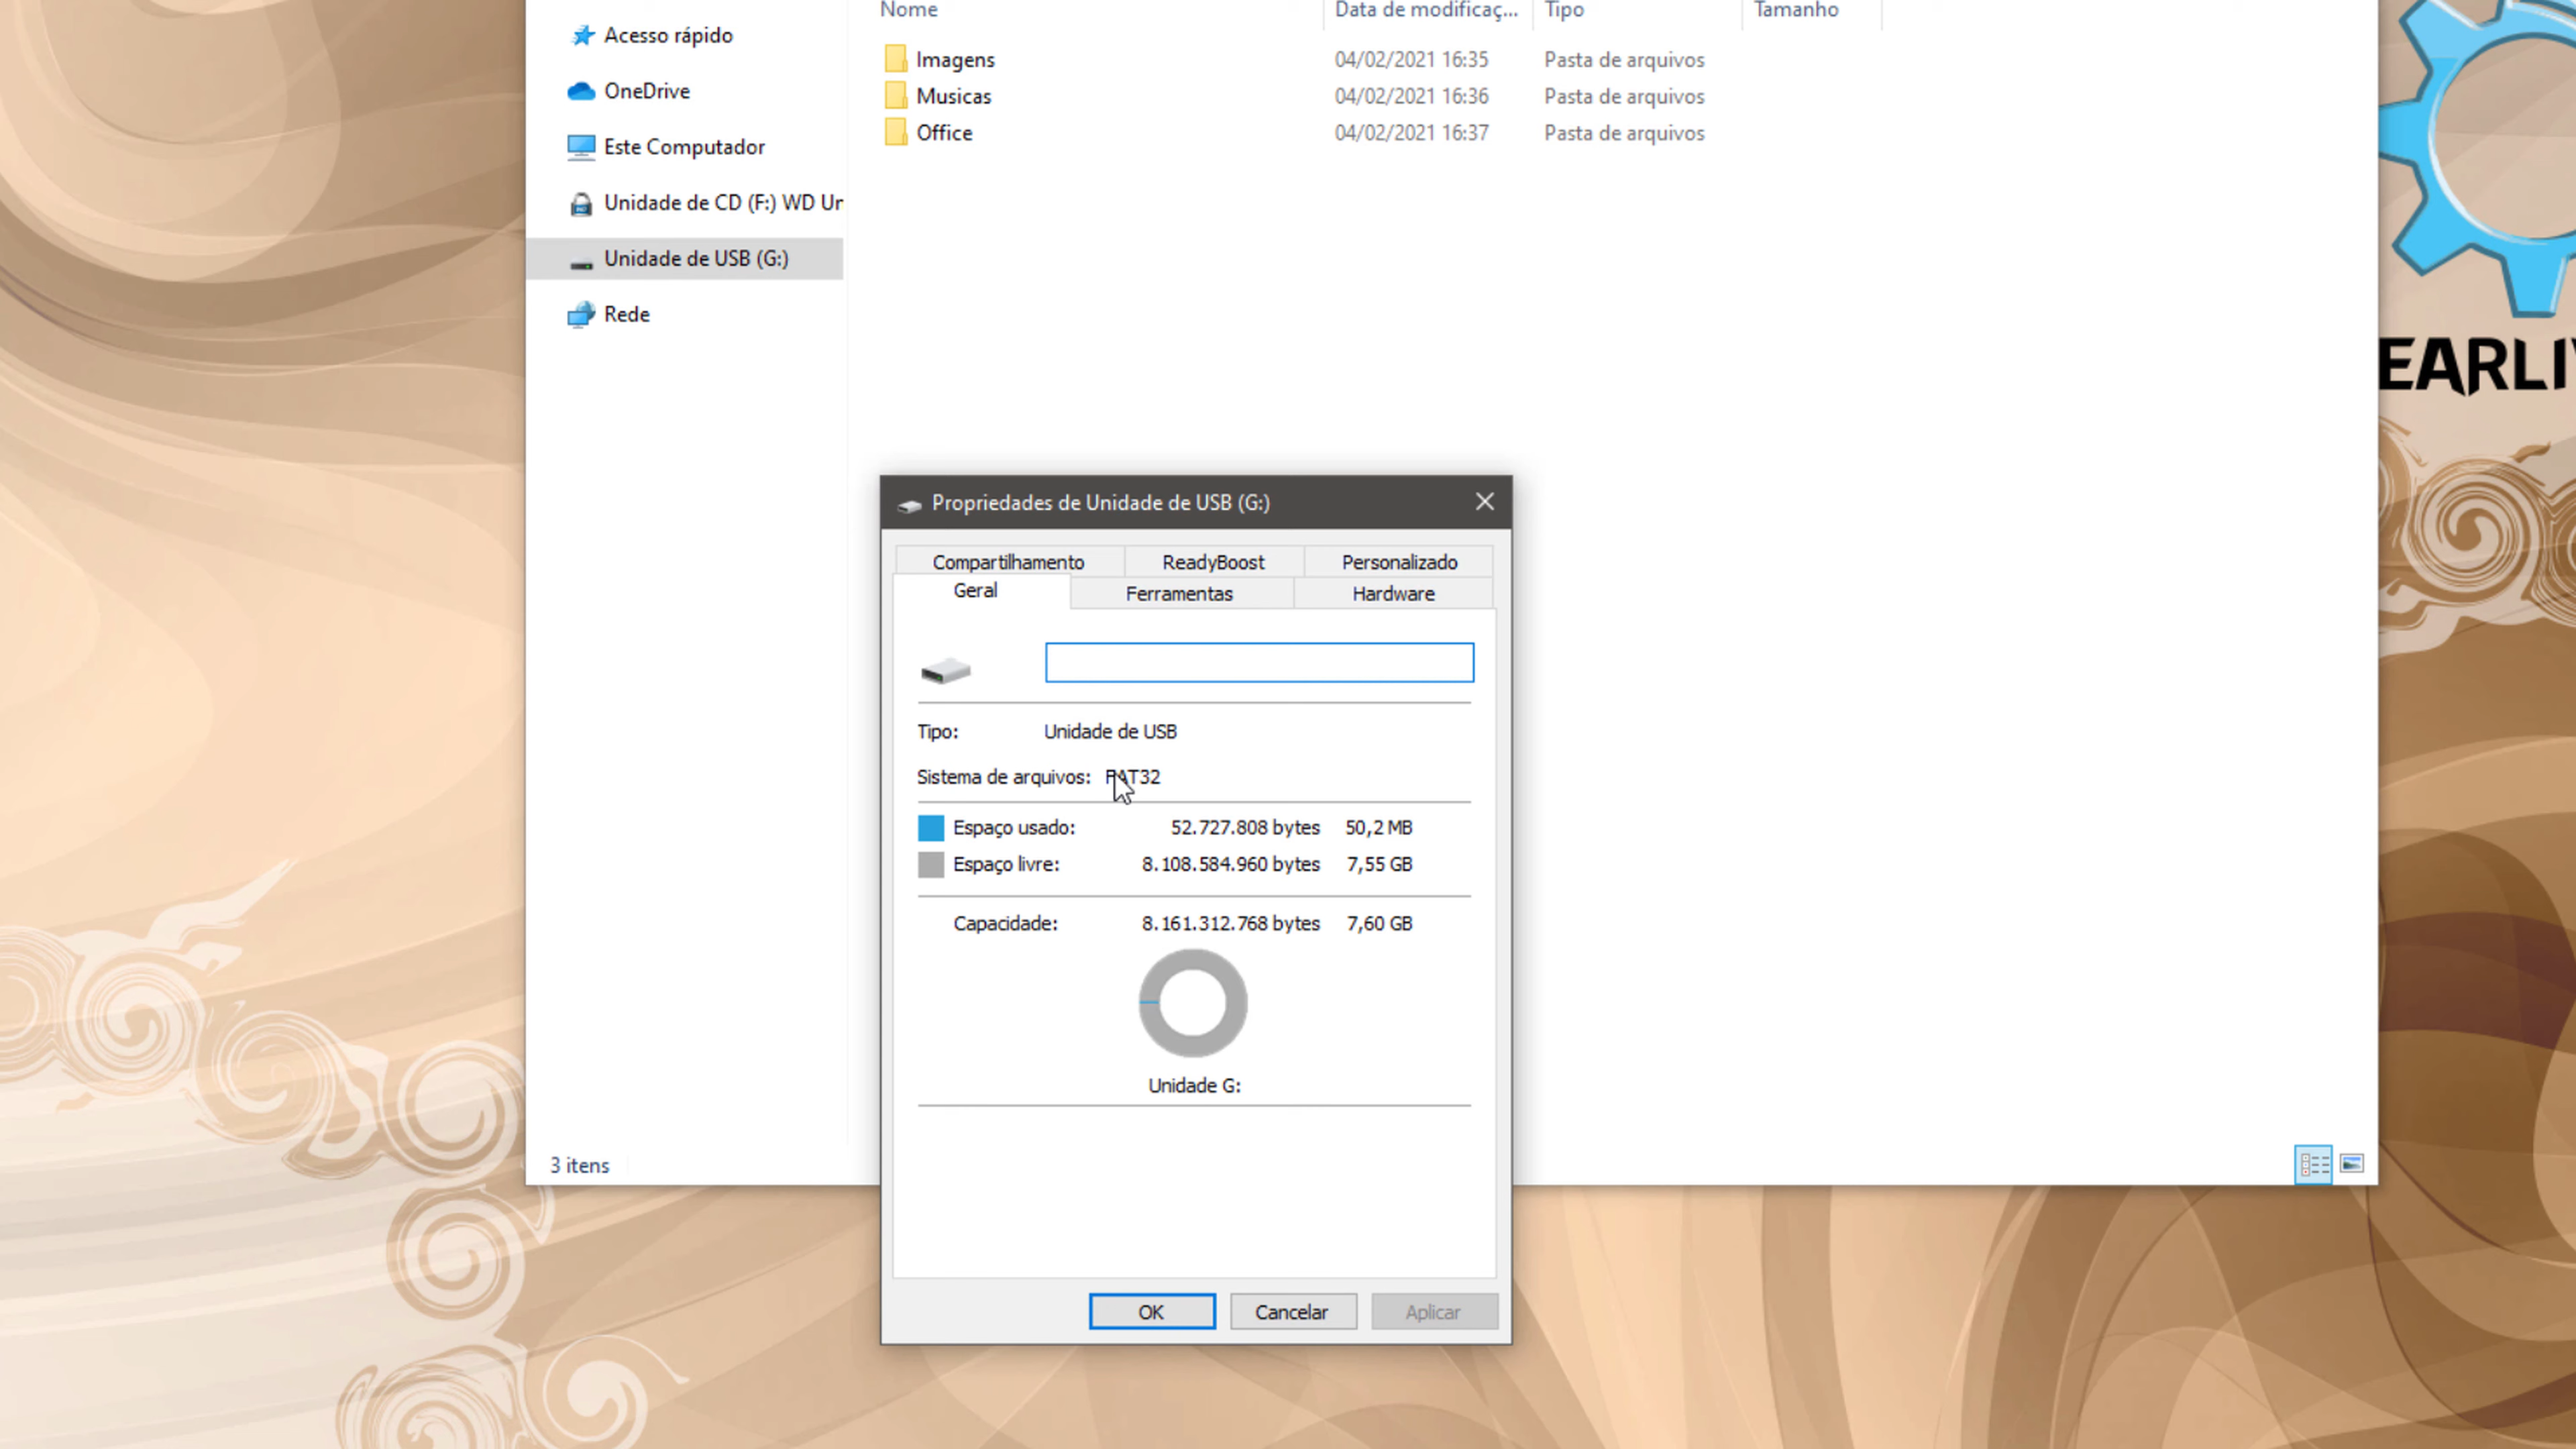 Nome Data de modificaç... Tipo Tamanho
Acesso rápido
OneDrive
Este Computador
Unidade de CD (F:) WD Un
Unidade de USB (G:)
Rede
Imagens 04/02/2021 16:35 Pasta de arquivos
Musicas 04/02/2021 16:36 Pasta de arquivos
Office 04/02/2021 16:37 Pasta de arquivos
EARLI
Propriedades de Unidade de USB (G:)
Compartilhamento ReadyBoost Personalizado
Geral Ferramentas Hardware
Tipo: Unidade de USB
Sistema de arquivos: FAT32
Espaço usado: 52.727.808 bytes 50,2 MB
Espaço livre: 8.108.584.960 bytes 7,55 GB
Capacidade: 8.161.312.768 bytes 7,60 GB
Unidade G:
3 itens
OK Cancelar Aplicar